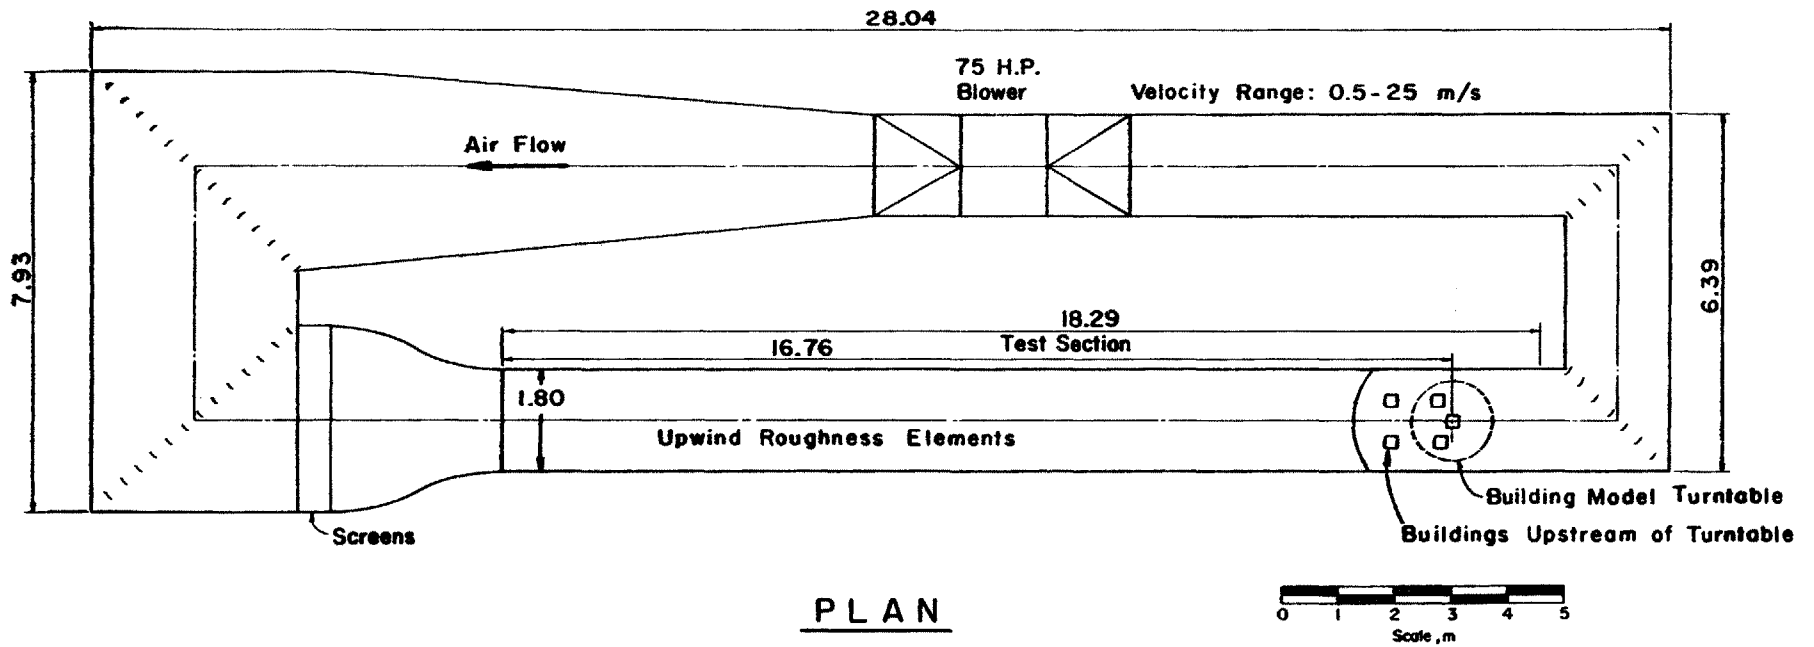 28.04
75 H.P.
Blower
Velocity Range: 0.5-25 m/s
Air Flow
7.93
6.39
18.29
16.76
Test Section
1.80
Upwind Roughness Elements
Building Model Turntable
Buildings Upstream of Turntable
Screens
PLAN
0 1 2 3 4 5
Scale, m